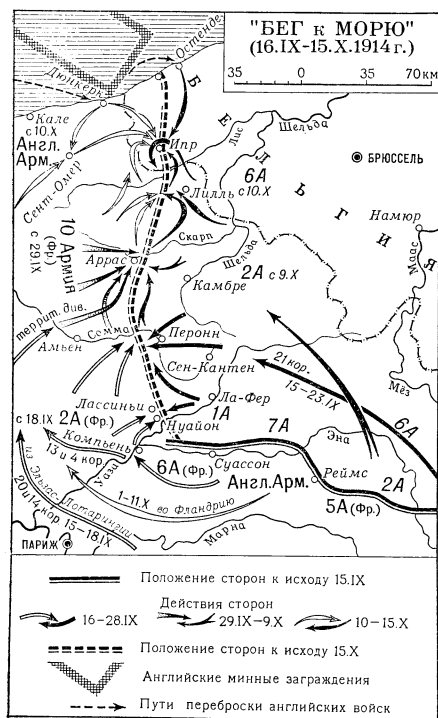 "БЕГ К МОРЮ"
(16.IX-15.X.1914г.)
35 0 35 70 км
Остенде
Дюнкерк
Кале
с 10.X
Англ.
Арм.
Сент-Омер
Ипр
БЕЛЬГИЯ
Лис
Шельда
БРЮССЕЛЬ
6А
с 10.X
Лилль
Намюр
Маас
10 Армия
(Фр.)
с 29.IX
Скарп
Аррас
Шельда
2А с 9.X
Камбре
террит. див.
Сомма
Перонн
Амьен
Сен-Кантен
21 кор.
15-23.IX
Мёз
6А
Ла-Фер
Лассиньи
1А
с 18.IX 2А (Фр.)
Нуайон
7А
Эна
Компьень
13 и 4 кор
6А (Фр.)
Суассон
Уаза
Англ.Арм.
Реймс
2А
5А (Фр.)
из Эльзас-Лотарингии
20 и 14 кор 15-18.IX
1-11.X во Фландрию
Марна
ПАРИЖ
Положение сторон к исходу 15.IX
Действия сторон
16-28.IX 29.IX-9.X 10-15.X
Положение сторон к исходу 15.X
Английские минные заграждения
Пути переброски английских войск